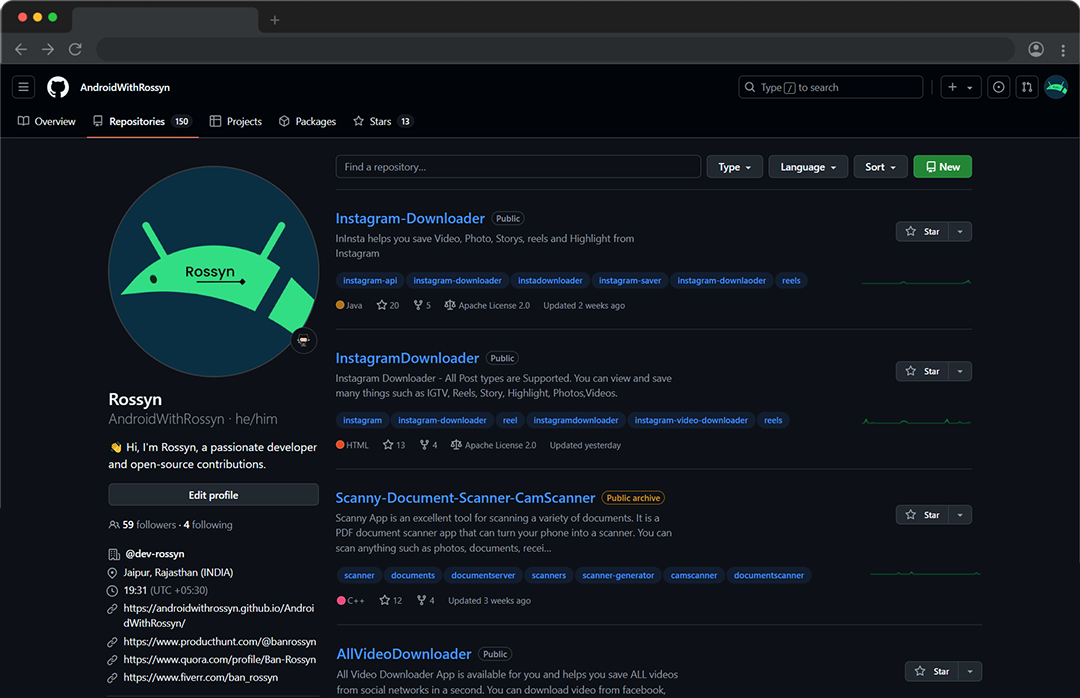 AndroidWithRossyn
Type / to search
Overview
Repositories 150
Projects
Packages
Stars 13
Rossyn
Rossyn
AndroidWithRossyn · he/him
👋 Hi, I'm Rossyn, a passionate developer
and open-source contributions.
Edit profile
59 followers · 4 following
@dev-rossyn
Jaipur, Rajasthan (INDIA)
19:31 (UTC +05:30)
https://androidwithrossyn.github.io/Androi
dWithRossyn/
https://www.producthunt.com/@banrossyn
https://www.quora.com/profile/Ban-Rossyn
https://www.fiverr.com/ban_rossyn
Find a repository...
Type
Language
Sort
New
Instagram-Downloader Public
InInsta helps you save Video, Photo, Storys, reels and Highlight from
Instagram
instagram-api instagram-downloader instadownloader instagram-saver instagram-downlaoder reels
Java 20 5 Apache License 2.0 Updated 2 weeks ago
Star
InstagramDownloader Public
Instagram Downloader - All Post types are Supported. You can view and save
many things such as IGTV, Reels, Story, Highlight, Photos,Videos.
instagram instagram-downloader reel instagramdownloader instagram-video-downloader reels
HTML 13 4 Apache License 2.0 Updated yesterday
Star
Scanny-Document-Scanner-CamScanner Public archive
Scanny App is an excellent tool for scanning a variety of documents. It is a
PDF document scanner app that can turn your phone into a scanner. You can
scan anything such as photos, documents, recei...
scanner documents documentserver scanners scanner-generator camscanner documentscanner
C++ 12 4 Updated 3 weeks ago
Star
AllVideoDownloader Public
All Video Downloader App is available for you and helps you save ALL videos
from social networks in a second. You can download video from facebook,
Star